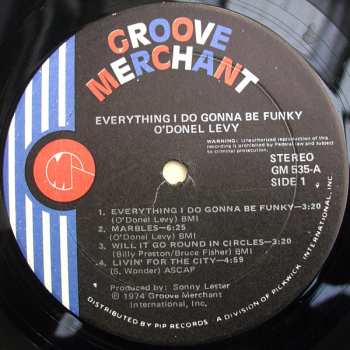 GROOVE
MERCHANT
EVERYTHING I DO GONNA BE FUNKY
O'DONEL LEVY
WARNING: Unauthorized reproduction of this
recording is prohibited by Federal law and subject
to criminal prosecution.
STEREO
GM 535-A
SIDE 1
1. EVERYTHING I DO GONNA BE FUNKY—3:20
(O'Donel Levy) BMI
2. MARBLES—6:25
(O'Donel Levy) BMI
3. WILL IT GO ROUND IN CIRCLES—3:20
(Billy Preston/Bruce Fisher) BMI
4. LIVIN' FOR THE CITY—4:59
(S. Wonder) ASCAP
Produced by: Sonny Lester
© 1974 Groove Merchant
International, Inc.
DISTRIBUTED BY PIP RECORDS • A DIVISION OF PICKWICK INTERNATIONAL, INC.